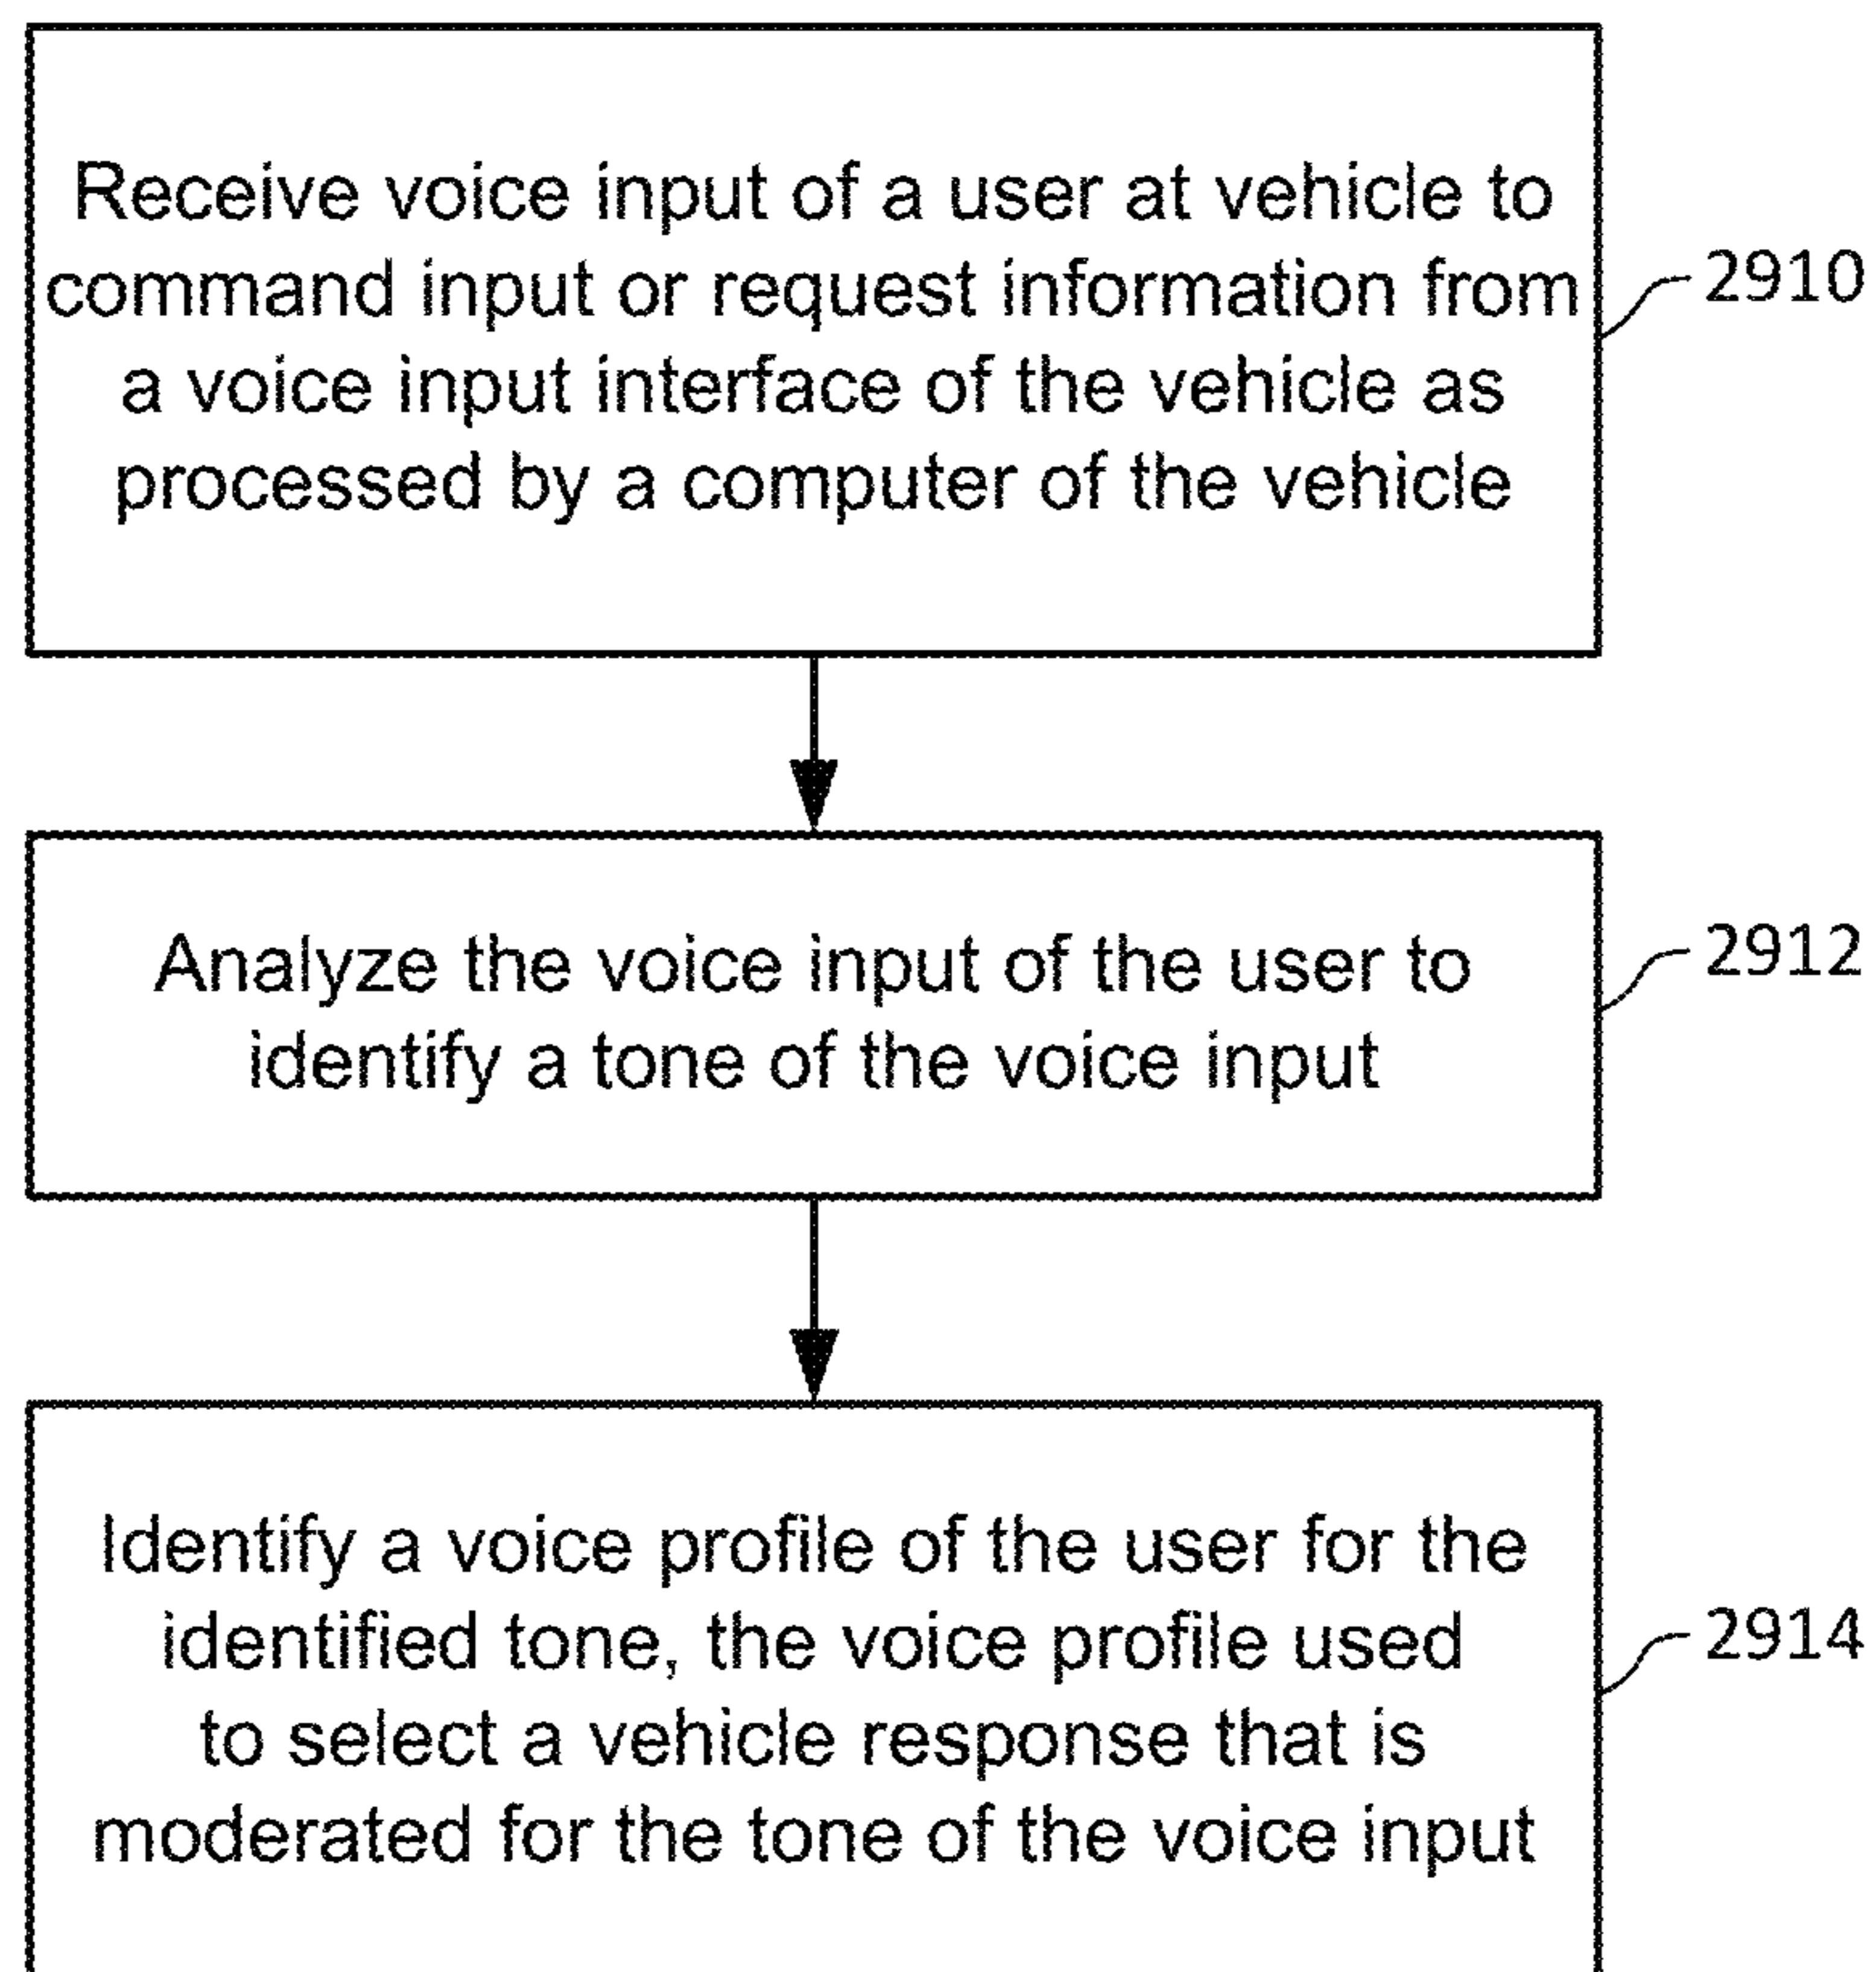 Receive voice input of a user at vehicle to
command input or request information from
a voice input interface of the vehicle as
processed by a computer of the vehicle
2910
Analyze the voice input of the user to
identify a tone of the voice input
2912
Identify a voice profile of the user for the
identified tone, the voice profile used
to select a vehicle response that is
moderated for the tone of the voice input
2914